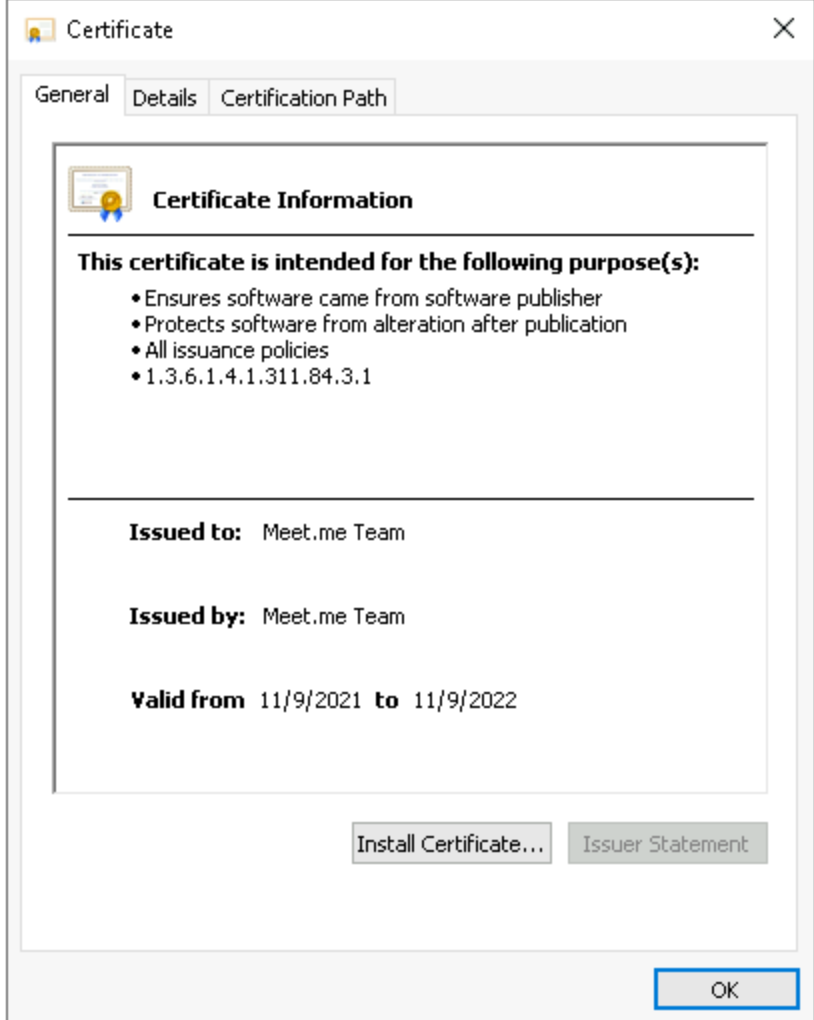 Certificate
General Details Certification Path
Certificate Information
This certificate is intended for the following purpose(s):
• Ensures software came from software publisher
• Protects software from alteration after publication
• All issuance policies
• 1.3.6.1.4.1.311.84.3.1
Issued to: Meet.me Team
Issued by: Meet.me Team
Valid from 11/9/2021 to 11/9/2022
Install Certificate... Issuer Statement
OK